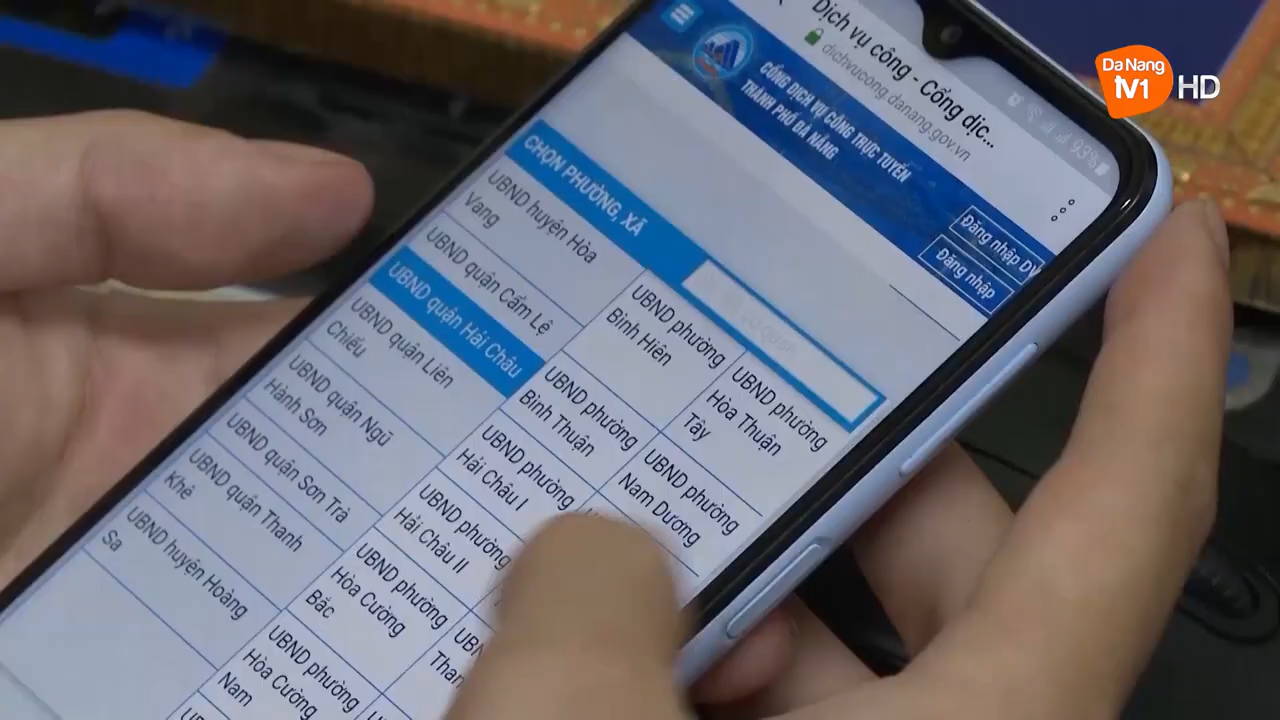 Da Nang
tv1 HD
Dịch vụ công - Cổng dịc...
dichvucong.danang.gov.vn
93%
CỔNG DỊCH VỤ CÔNG TRỰC TUYẾN
THÀNH PHỐ ĐÀ NẴNG
Đăng nhập DV
Đăng nhập
CHỌN PHƯỜNG, XÃ
UBND huyện Hòa
Vang
UBND quận Cẩm Lệ
UBND quận Hải Châu
UBND quận Liên
Chiểu
UBND quận Ngũ
Hành Sơn
UBND quận Sơn Trà
UBND quận Thanh
Khê
UBND huyện Hoàng
Sa
UBND phường
Bình Hiên
UBND phường
Bình Thuận
UBND phường
Hải Châu I
UBND phường
Hải Châu II
UBND phường
Hòa Cường
Bắc
UBND phường
Hòa Cường
Nam
UBND phường
Hòa Thuận
Tây
UBND phường
Nam Dương